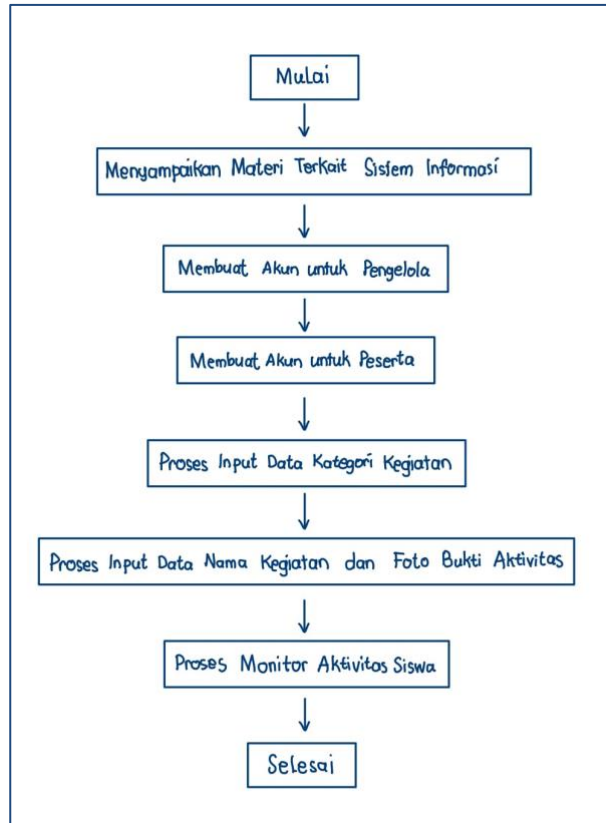 Mulai
Menyampaikan Materi Terkait Sistem Informasi
Membuat Akun untuk Pengelola
Membuat Akun untuk Peserta
Proses Input Data Kategori Kegiatan
Proses Input Data Nama Kegiatan dan Foto Bukti Aktivitas
Proses Monitor Aktivitas Siswa
Selesai